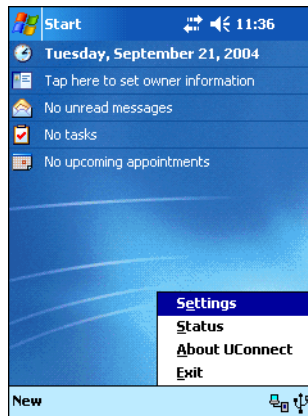 Start 11:36
Tuesday, September 21, 2004
Tap here to set owner information
No unread messages
No tasks
No upcoming appointments
Settings
Status
About UConnect
Exit
New